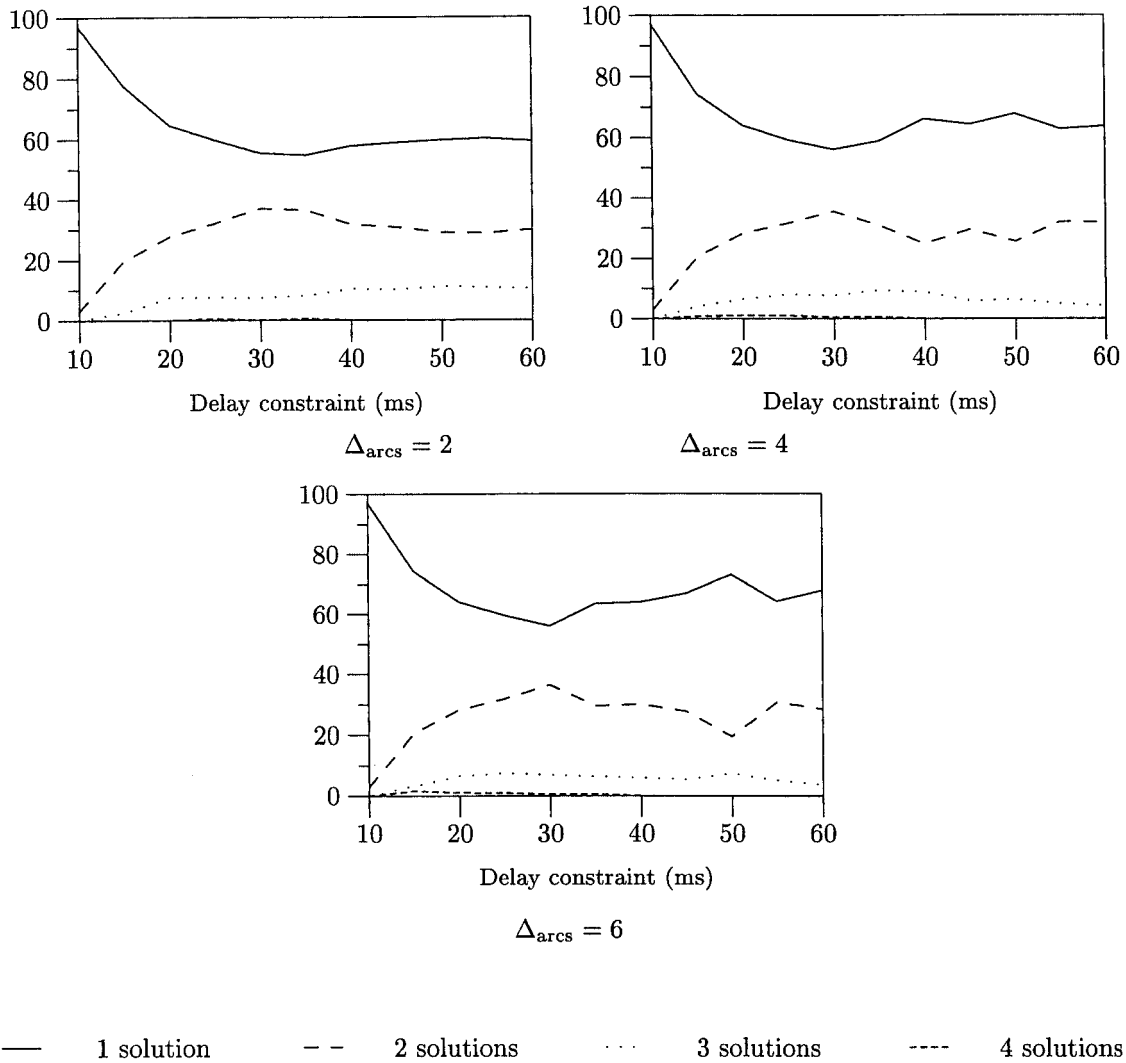 100
80
60
40
20
0
10 20 30 40 50 60
Delay constraint (ms)
Δarcs = 2
100
80
60
40
20
0
10 20 30 40 50 60
Delay constraint (ms)
Δarcs = 4
100
80
60
40
20
0
10 20 30 40 50 60
Delay constraint (ms)
Δarcs = 6
1 solution 2 solutions 3 solutions 4 solutions